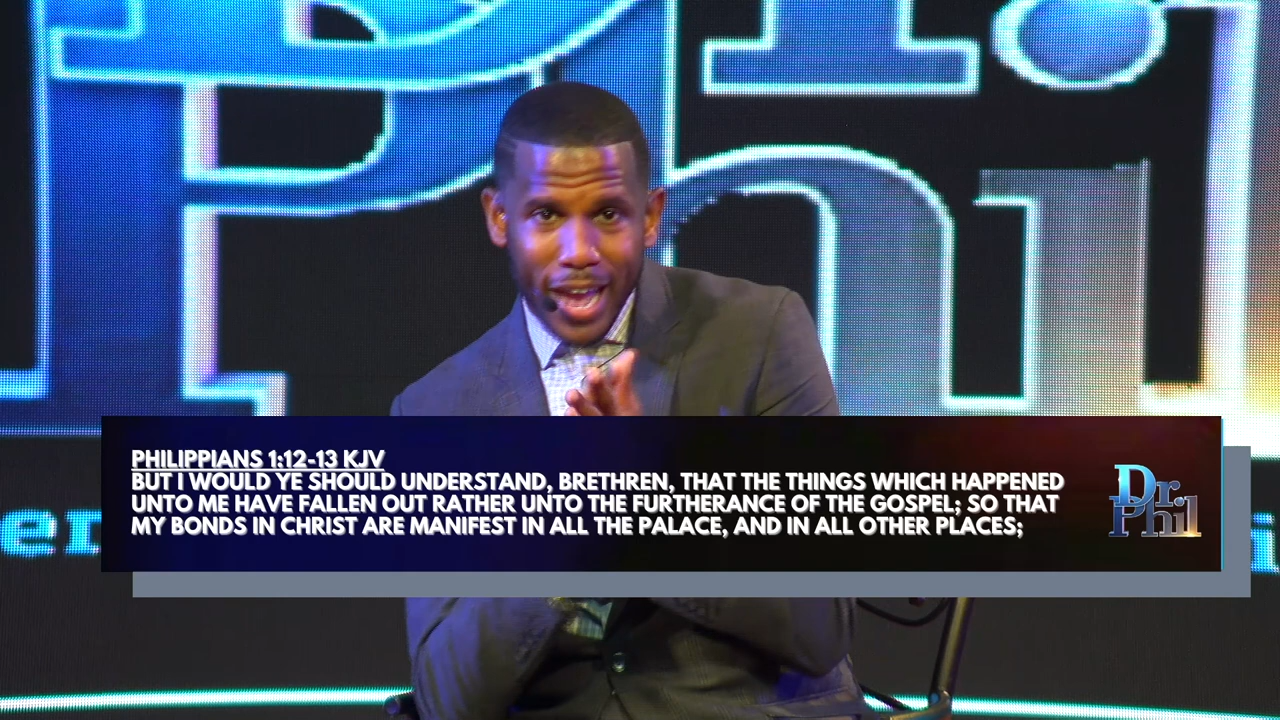 Dr.
Phil
PHILIPPIANS 1:12-13 KJV
BUT I WOULD YE SHOULD UNDERSTAND, BRETHREN, THAT THE THINGS WHICH HAPPENED
UNTO ME HAVE FALLEN OUT RATHER UNTO THE FURTHERANCE OF THE GOSPEL; SO THAT
MY BONDS IN CHRIST ARE MANIFEST IN ALL THE PALACE, AND IN ALL OTHER PLACES;
Dr.
Phil